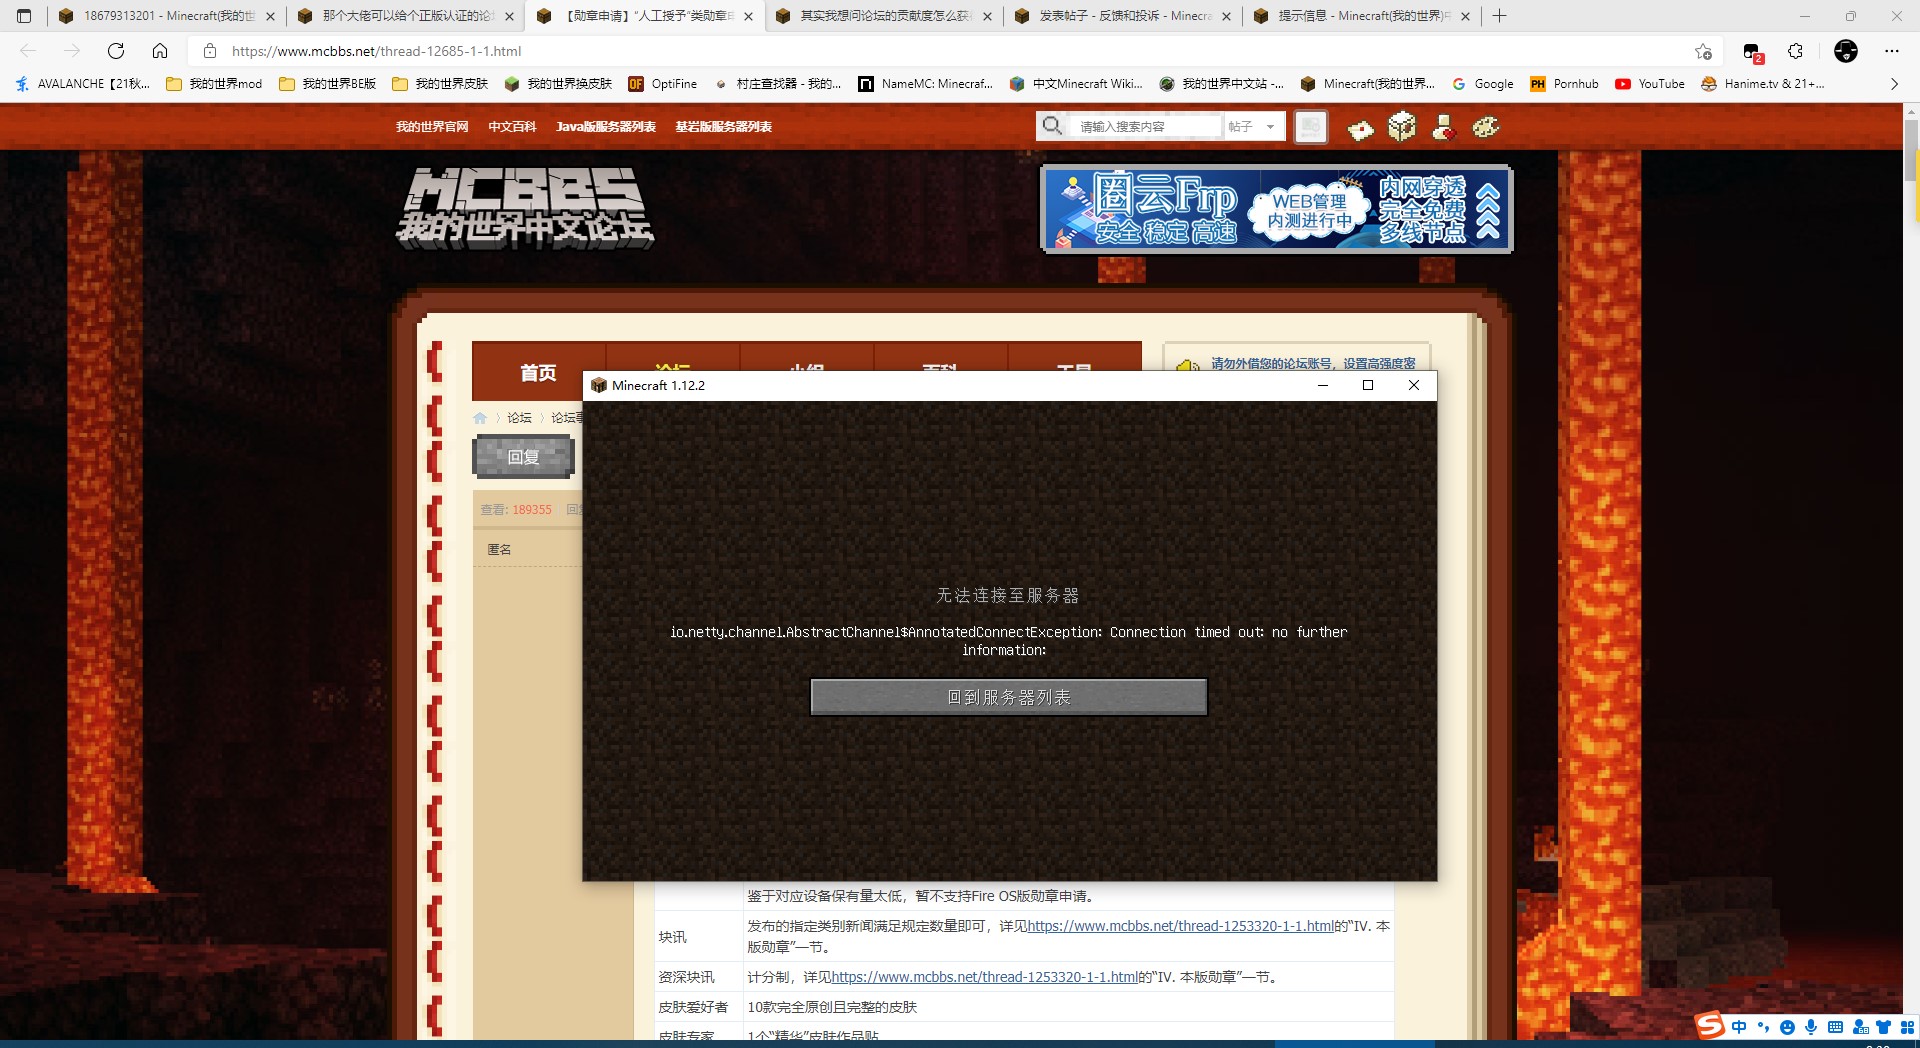 18679313201 - Minecraft(我的世
那个大佬可以给个正版认证的论
【勋章申请】“人工授予”类勋章申
其实我想问论坛的贡献度怎么获
发表帖子 - 反馈和投诉 - Minecra
提示信息 - Minecraft(我的世界)中
https://www.mcbbs.net/thread-12685-1-1.html
2
AVALANCHE【21秋...
我的世界mod
我的世界BE版
我的世界皮肤
我的世界换皮肤
OF
OptiFine
村庄查找器 - 我的...
NameMC: Minecraf...
中文Minecraft Wiki...
我的世界中文站 -...
Minecraft(我的世界...
Google
PH
Pornhub
YouTube
Hanime.tv & 21+...
我的世界官网
中文百科
Java版服务器列表
基岩版服务器列表
请输入搜索内容
帖子
MCBBS
我的世界中文论坛
圈云Frp
安全 稳定 高速
WEB管理
内测进行中
内网穿透
完全免费
多线节点
首页
论坛
百科
工具
请勿外借您的论坛账号，设置高强度密
Minecraft 1.12.2
论坛
论坛事
回复
查看: 189355
匿名
无法连接至服务器
io.netty.channel.AbstractChannel$AnnotatedConnectException: Connection timed out: no further
information:
回到服务器列表
鉴于对应设备保有量太低，暂不支持Fire OS版勋章申请。
块讯
发布的指定类别新闻满足规定数量即可，详见https://www.mcbbs.net/thread-1253320-1-1.html的“IV. 本
版勋章”一节。
资深块讯
计分制，详见https://www.mcbbs.net/thread-1253320-1-1.html的“IV. 本版勋章”一节。
皮肤爱好者
10款完全原创且完整的皮肤
皮肤专家
1个“精华”皮肤作品贴
中